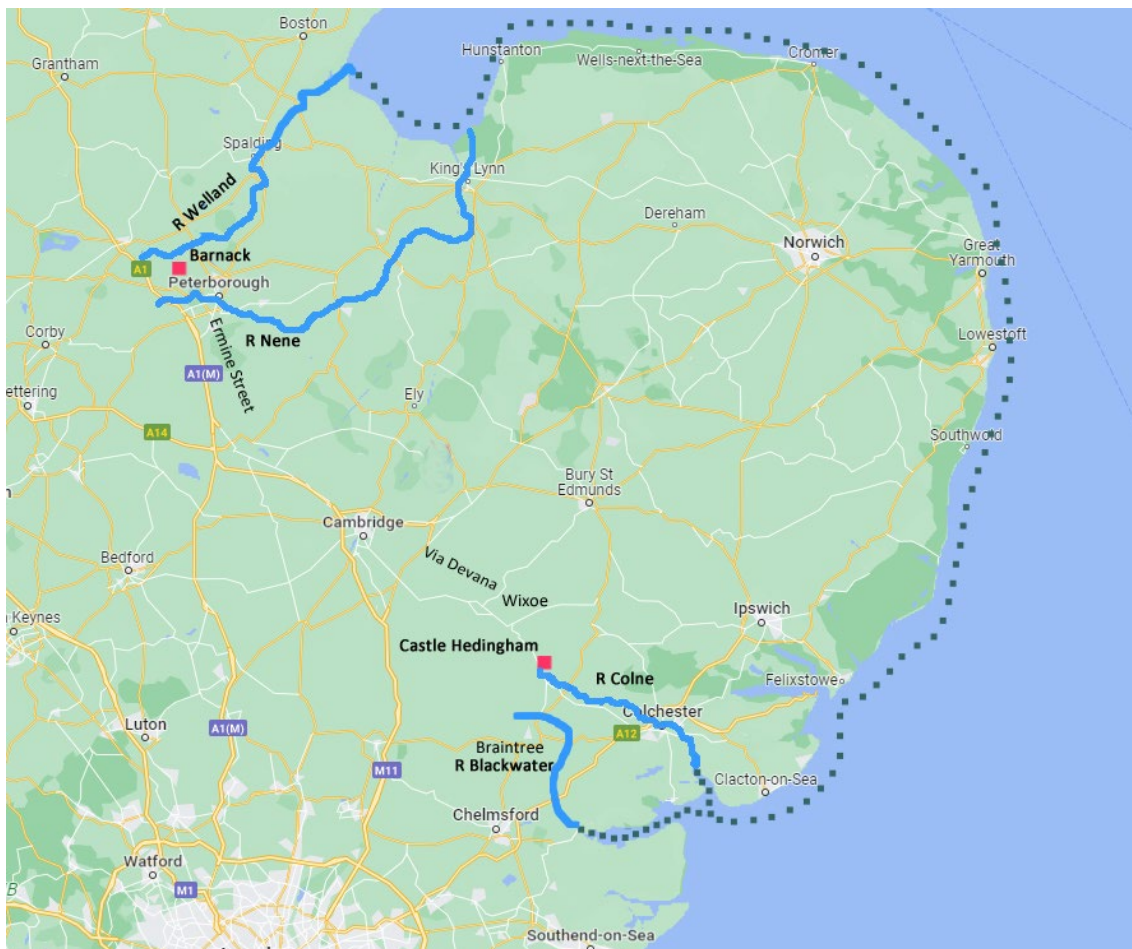 Boston
Hunstanton
Wells-next-the-Sea
Cromer
Grantham
Spalding
King's Lynn
R Welland
Dereham
Norwich
Great
Yarmouth
A1
Barnack
Peterborough
Corby
R Nene
Ermine Street
Lowestoft
A1(M)
ettering
Ely
A14
Southwold
Bury St
Edmunds
Cambridge
Bedford
Via Devana
Wixoe
Ipswich
n Keynes
Castle Hedingham
R Colne
Felixstowe
Luton
A1(M)
Colchester
A12
Braintree
R Blackwater
M11
Clacton-on-Sea
Chelmsford
Watford
M1
Southend-on-Sea